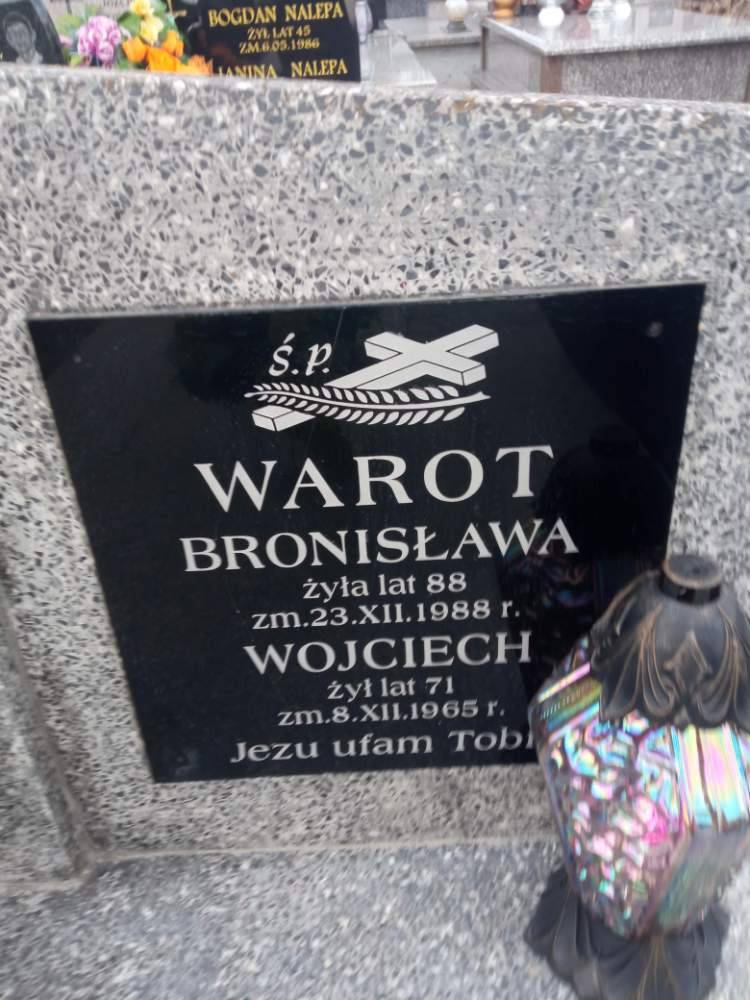 BOGDAN NALEPA
ŻYŁ LAT 45
ZM.6.05.1986
JANINA NALEPA
ś.p.
WAROT
BRONISŁAWA
żyła lat 88
zm.23.XII.1988 r.
WOJCIECH
żył lat 71
zm.8.XII.1965 r.
Jezu ufam Tobi